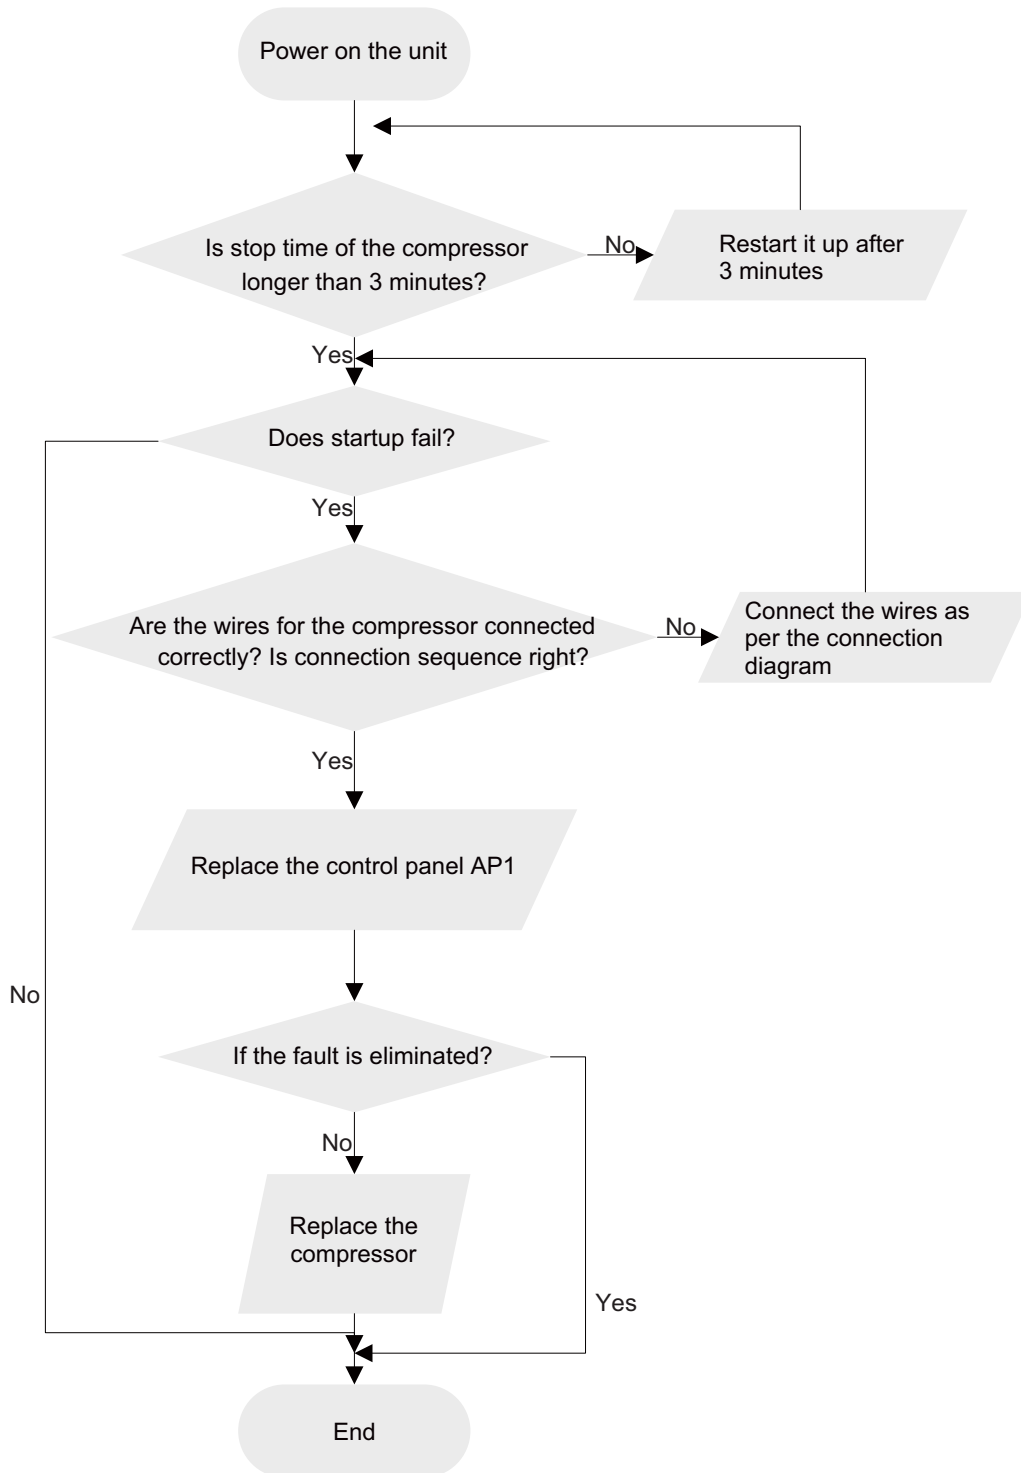 Power on the unit
Is stop time of the compressor
longer than 3 minutes?
No
Restart it up after
3 minutes
Yes
Does startup fail?
Yes
Are the wires for the compressor connected
correctly? Is connection sequence right?
No
Connect the wires as
per the connection
diagram
Yes
Replace the control panel AP1
No
If the fault is eliminated?
No
Replace the
compressor
Yes
End